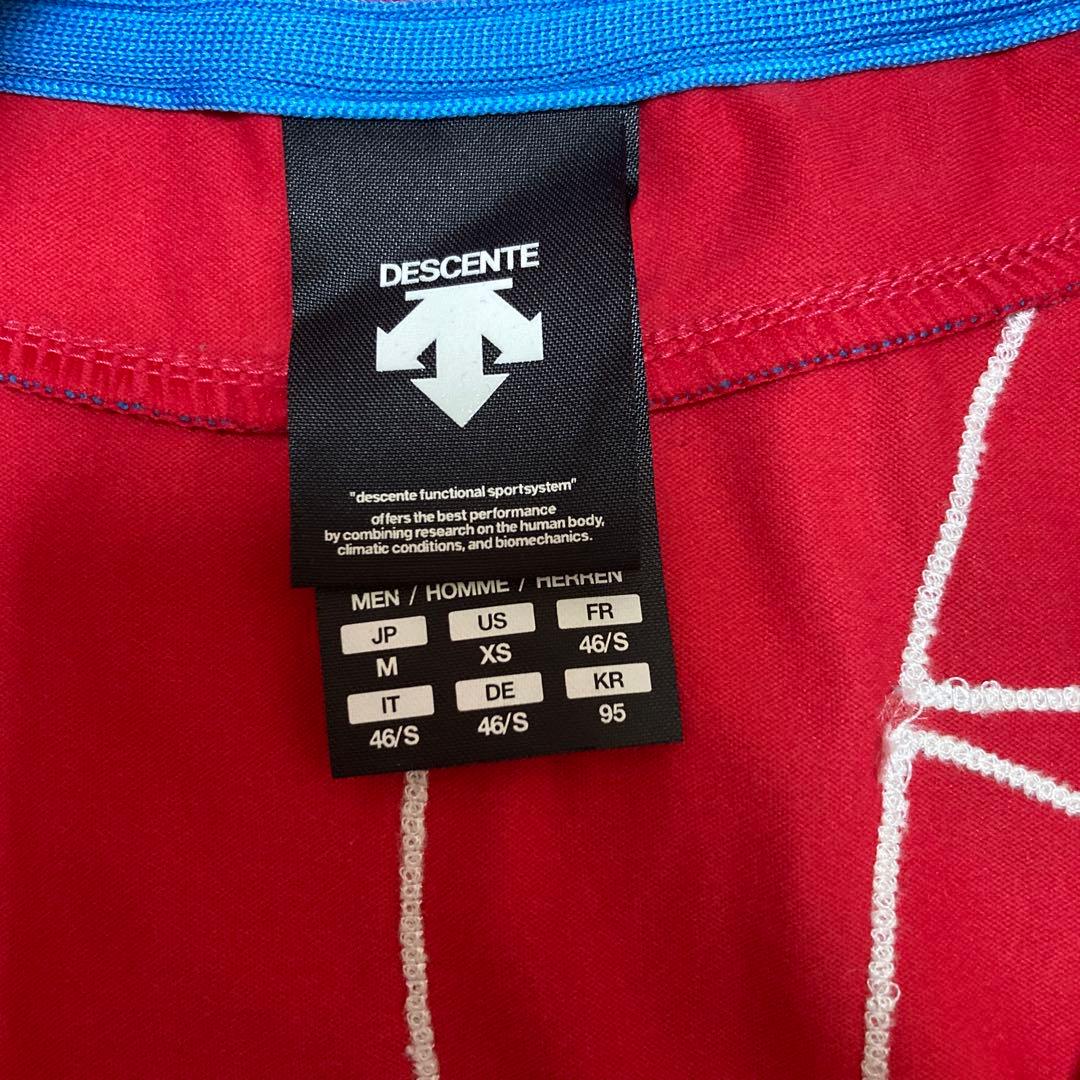 DESCENTE
"descente functional sportsystem"
offers the best performance
by combining research on the human body,
climatic conditions, and biomechanics.
MEN / HOMME / HERREN
JP US FR
M XS 46/S
IT DE KR
46/S 46/S 95